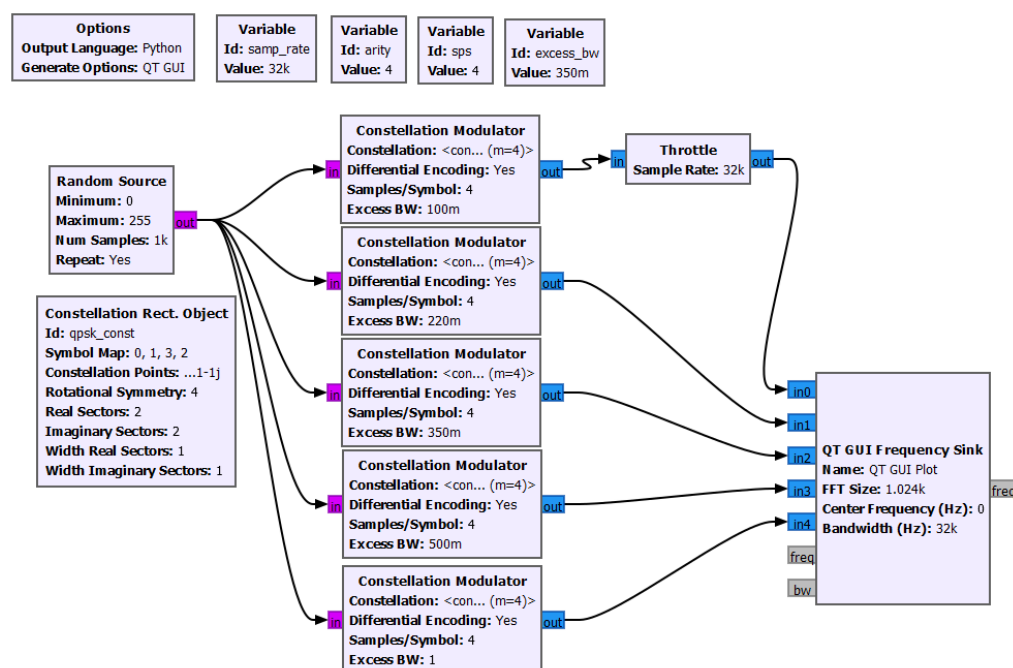 Options
Output Language: Python
Generate Options: QT GUI
Variable
Id: samp_rate
Value: 32k
Variable
Id: arity
Value: 4
Variable
Id: sps
Value: 4
Variable
Id: excess_bw
Value: 350m
Random Source
Minimum: 0
Maximum: 255
Num Samples: 1k
Repeat: Yes
out
Constellation Rect. Object
Id: qpsk_const
Symbol Map: 0, 1, 3, 2
Constellation Points: ...1-1j
Rotational Symmetry: 4
Real Sectors: 2
Imaginary Sectors: 2
Width Real Sectors: 1
Width Imaginary Sectors: 1
in
Constellation Modulator
Constellation: <con... (m=4)>
Differential Encoding: Yes
Samples/Symbol: 4
Excess BW: 100m
out
in
Constellation Modulator
Constellation: <con... (m=4)>
Differential Encoding: Yes
Samples/Symbol: 4
Excess BW: 220m
out
in
Constellation Modulator
Constellation: <con... (m=4)>
Differential Encoding: Yes
Samples/Symbol: 4
Excess BW: 350m
out
in
Constellation Modulator
Constellation: <con... (m=4)>
Differential Encoding: Yes
Samples/Symbol: 4
Excess BW: 500m
out
in
Constellation Modulator
Constellation: <con... (m=4)>
Differential Encoding: Yes
Samples/Symbol: 4
Excess BW: 1
out
in
Throttle
Sample Rate: 32k
out
in0
in1
in2
in3
in4
freq
bw
QT GUI Frequency Sink
Name: QT GUI Plot
FFT Size: 1.024k
Center Frequency (Hz): 0
Bandwidth (Hz): 32k
freq